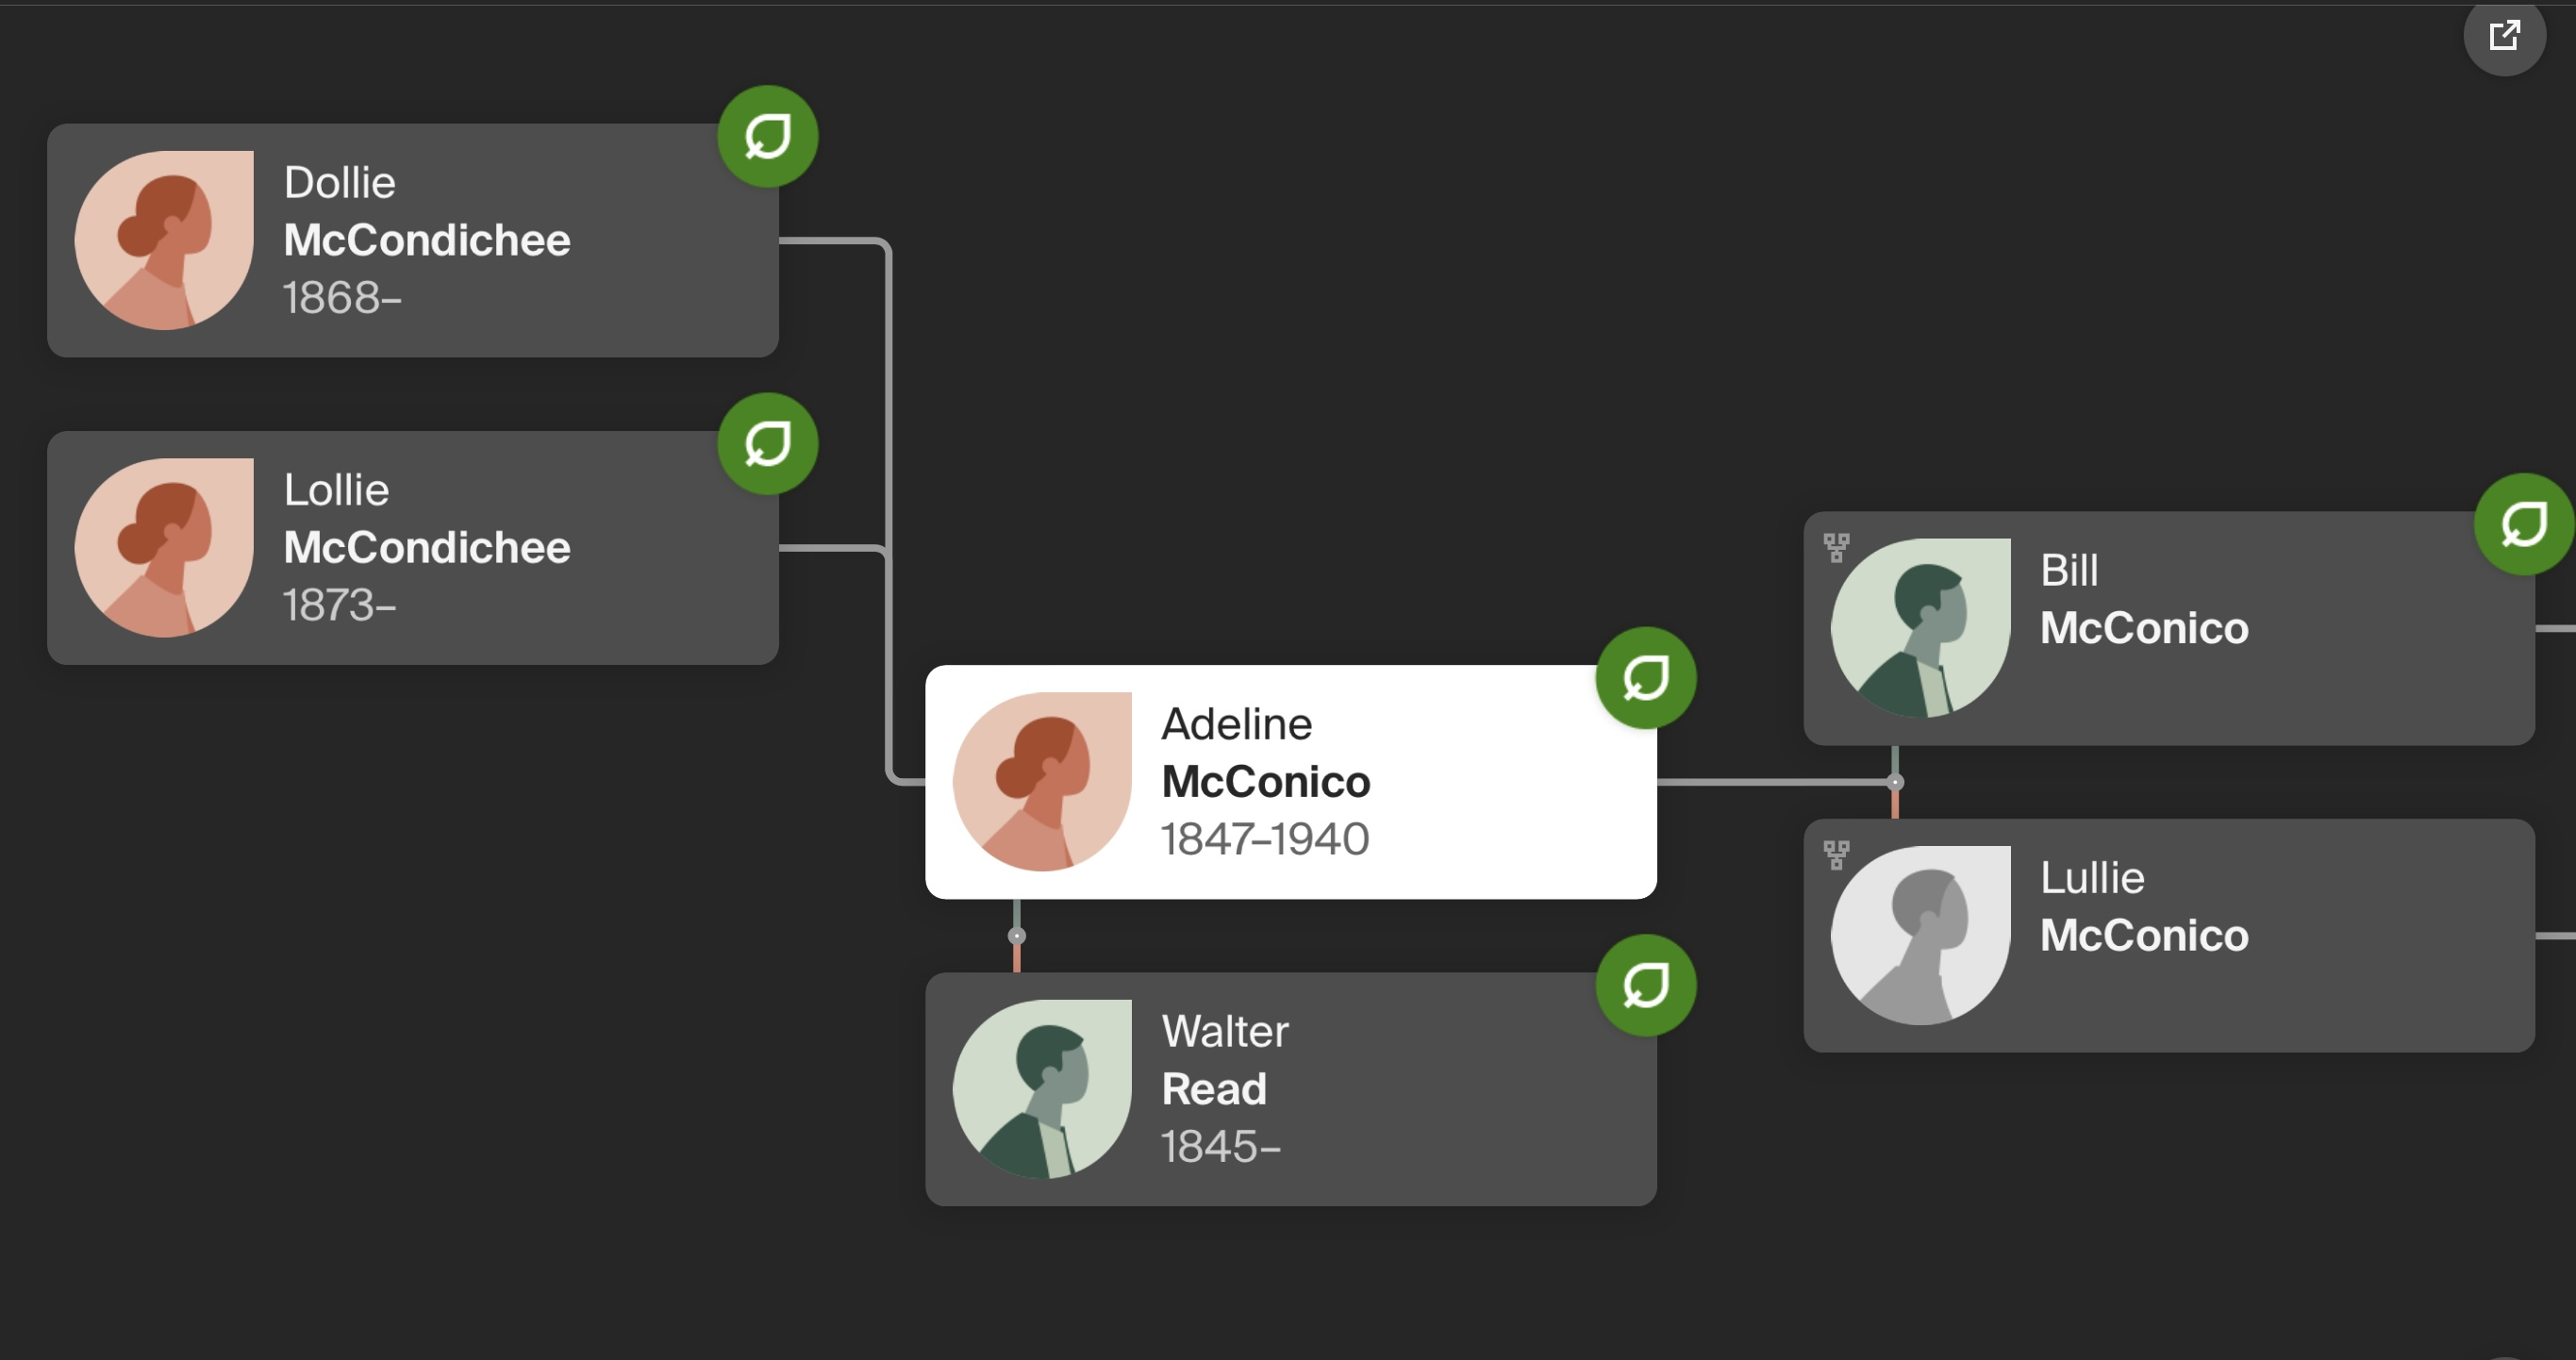 Dollie
McCondichee
1868–
Lollie
McCondichee
1873–
Adeline
McConico
1847–1940
Walter
Read
1845–
Bill
McConico
Lullie
McConico